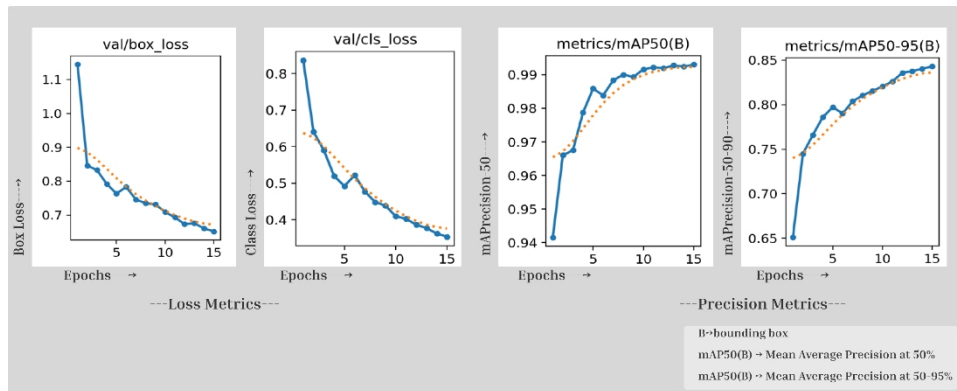 val/box_loss
1.1
1.0
0.9
0.8
0.7
5
10
15
Box Loss---→
Epochs →
val/cls_loss
0.8
0.7
0.6
0.5
0.4
5
10
15
Class Loss---→
Epochs →
---Loss Metrics---
metrics/mAP50(B)
0.99
0.98
0.97
0.96
0.95
0.94
5
10
15
mAPrecision-50---→
Epochs →
metrics/mAP50-95(B)
0.85
0.80
0.75
0.70
0.65
5
10
15
mAPrecision-50-90---→
Epochs →
---Precision Metrics---
B->bounding box
mAP50(B) → Mean Average Precision at 50%
mAP50(B) -> Mean Average Precision at 50-95%